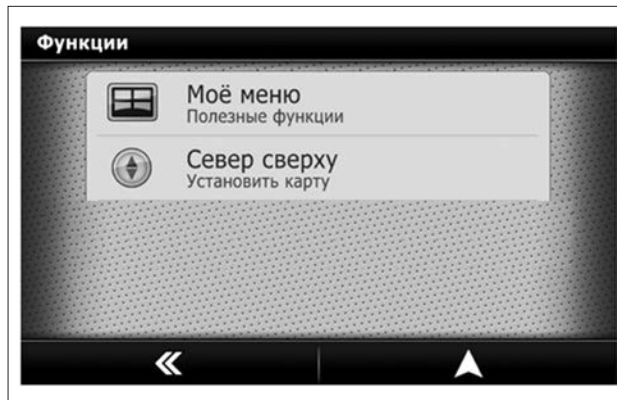 Функции
Моё меню
Полезные функции
Север сверху
Установить карту